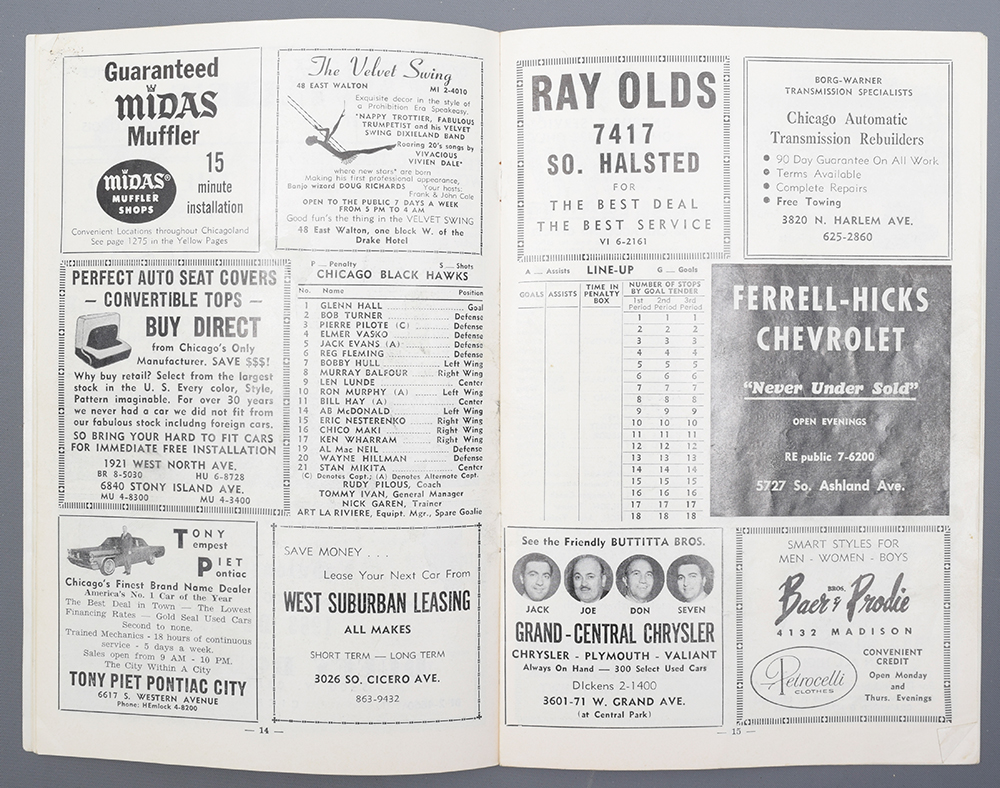 Guaranteed
MIDAS
Muffler
MIDAS®
MUFFLER
SHOPS
15
minute
installation
Convenient Locations throughout Chicagoland
See page 1275 in the Yellow Pages
The Velvet Swing
48 EAST WALTON MI 2-4010
Exquisite decor in the style of
a Prohibition Era Speakeasy.
"NAPPY TROTTIER, FABULOUS
TRUMPETIST and his VELVET
SWING DIXIELAND BAND
Roaring 20's songs by
VIVACIOUS
VIVIEN DALE"
where new stars* are born
Making his first professional appearance,
Banjo wizard DOUG RICHARDS Your hosts:
Frank & John Cale
OPEN TO THE PUBLIC 7 DAYS A WEEK
FROM 5 PM TO 4 AM
Good fun's the thing in the VELVET SWING
48 East Walton, one block W. of the
Drake Hotel
PERFECT AUTO SEAT COVERS
— CONVERTIBLE TOPS —
BUY DIRECT
from Chicago's Only
Manufacturer. SAVE $$$!
Why buy retail? Select from the largest
stock in the U. S. Every color, Style,
Pattern imaginable. For over 30 years
we never had a car we did not fit from
our fabulous stock includng foreign cars.
SO BRING YOUR HARD TO FIT CARS
FOR IMMEDIATE FREE INSTALLATION
1921 WEST NORTH AVE.
BR 8-5030 HU 6-8728
6840 STONY ISLAND AVE.
MU 4-8300 MU 4-3400
P ... Penalty S ... Shots
CHICAGO BLACK HAWKS
No. Name Position
1 GLENN HALL Goal
2 BOB TURNER Defense
3 PIERRE PILOTE (C) Defense
4 ELMER VASKO Defense
5 JACK EVANS (A) Defense
6 REG FLEMING Defense
7 BOBBY HULL Left Wing
8 MURRAY BALFOUR Right Wing
9 LEN LUNDE Center
10 RON MURPHY (A) Left Wing
11 BILL HAY (A) Center
14 AB McDONALD Left Wing
15 ERIC NESTERENKO Right Wing
16 CHICO MAKI Right Wing
17 KEN WHARRAM Right Wing
19 AL Mac NEIL Defense
20 WAYNE HILLMAN Defense
21 STAN MIKITA Center
(C) Denotes Capt.; (A) Denotes Alternate Capt.
RUDY PILOUS, Coach
TOMMY IVAN, General Manager
NICK GAREN, Trainer
ART LA RIVIERE, Equipt. Mgr., Spare Goalie
TONY
Tempest
PIET
Pontiac
Chicago's Finest Brand Name Dealer
America's No. 1 Car of the Year
The Best Deal in Town — The Lowest
Financing Rates — Gold Seal Used Cars
Second to none.
Trained Mechanics - 18 hours of continuous
service - 5 days a week.
Sales open from 9 AM - 10 PM.
The City Within A City
TONY PIET PONTIAC CITY
6617 S. WESTERN AVENUE
Phone: HEmlock 4-8200
SAVE MONEY . . .
Lease Your Next Car From
WEST SUBURBAN LEASING
ALL MAKES
SHORT TERM — LONG TERM
3026 SO. CICERO AVE.
863-9432
— 14 —
RAY OLDS
7417
SO. HALSTED
FOR
THE BEST DEAL
THE BEST SERVICE
VI 6-2161
BORG-WARNER
TRANSMISSION SPECIALISTS
Chicago Automatic
Transmission Rebuilders
● 90 Day Guarantee On All Work
● Terms Available
● Complete Repairs
● Free Towing
3820 N. HARLEM AVE.
625-2860
A ... Assists LINE-UP G ... Goals
GOALS ASSISTS TIME IN PENALTY BOX NUMBER OF STOPS BY GOAL TENDER
1st Period 2nd Period 3rd Period
1 1 1
2 2 2
3 3 3
4 4 4
5 5 5
6 6 6
7 7 7
8 8 8
9 9 9
10 10 10
11 11 11
12 12 12
13 13 13
14 14 14
15 15 15
16 16 16
17 17 17
18 18 18
FERRELL-HICKS
CHEVROLET
"Never Under Sold"
OPEN EVENINGS
RE public 7-6200
5727 So. Ashland Ave.
See the Friendly BUTTITTA BROS.
JACK JOE DON SEVEN
GRAND-CENTRAL CHRYSLER
CHRYSLER - PLYMOUTH - VALIANT
Always On Hand — 300 Select Used Cars
DIckens 2-1400
3601-71 W. GRAND AVE.
(at Central Park)
SMART STYLES FOR
MEN - WOMEN - BOYS
Baer Bros. & Prodie
4132 MADISON
Petrocelli
CLOTHES
CONVENIENT
CREDIT
Open Monday
and
Thurs. Evenings
— 15 —